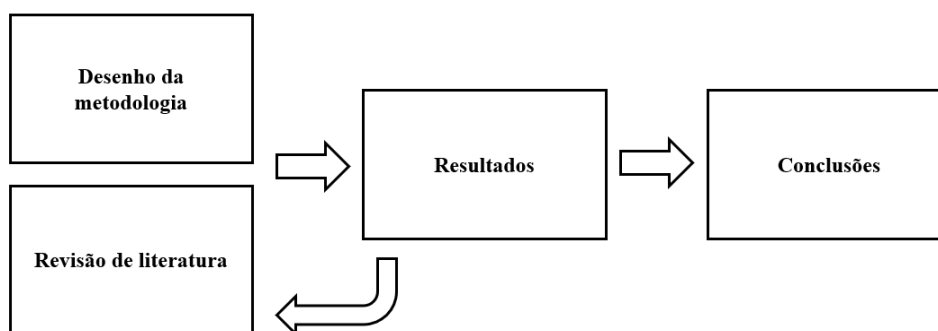 Desenho da
metodologia
Revisão de literatura
Resultados
Conclusões